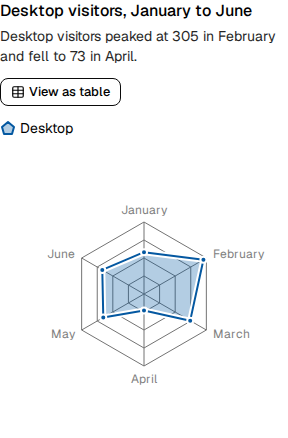 Desktop visitors, January to June
Desktop visitors peaked at 305 in February
and fell to 73 in April.
View as table
Desktop
January
June
February
May
March
April